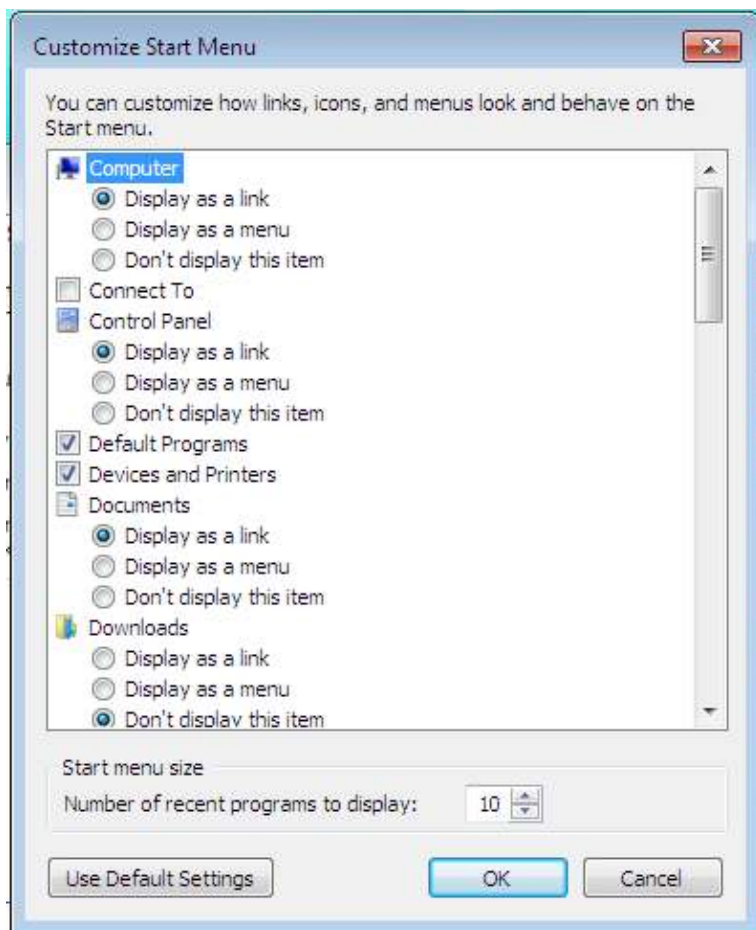 Customize Start Menu
You can customize how links, icons, and menus look and behave on the
Start menu.
Computer
Display as a link
Display as a menu
Don't display this item
Connect To
Control Panel
Display as a link
Display as a menu
Don't display this item
Default Programs
Devices and Printers
Documents
Display as a link
Display as a menu
Don't display this item
Downloads
Display as a link
Display as a menu
Don't display this item
Start menu size
Number of recent programs to display: 10
Use Default Settings OK Cancel